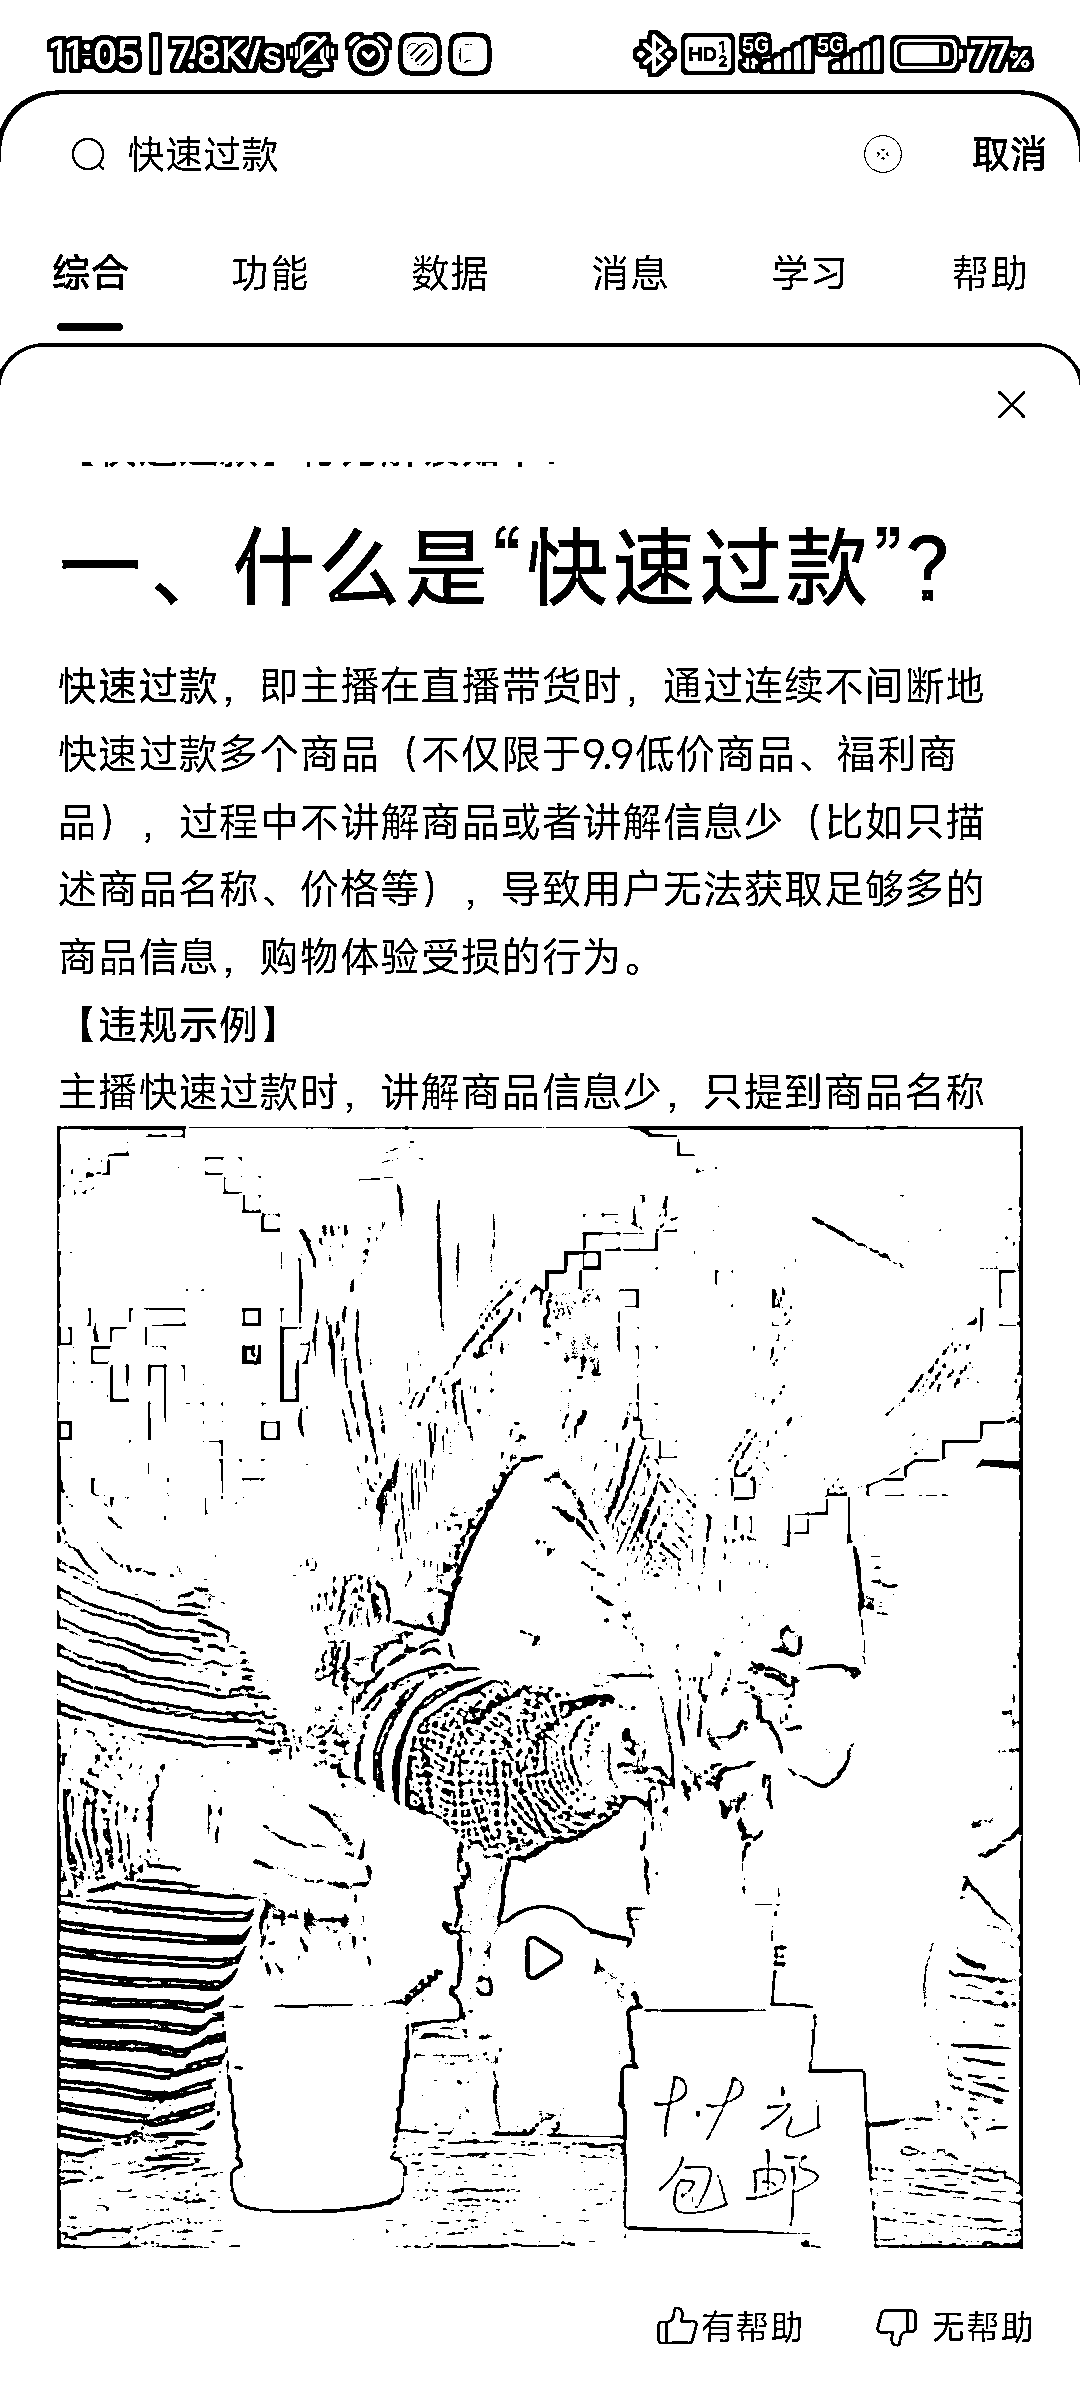 11:05 | 7.8K/s HD 1 2 5G 5G 77%
快速过款 取消
综合 功能 数据 消息 学习 帮助
一、什么是“快速过款”？
快速过款，即主播在直播带货时，通过连续不间断地
快速过款多个商品（不仅限于9.9低价商品、福利商
品），过程中不讲解商品或者讲解信息少（比如只描
述商品名称、价格等），导致用户无法获取足够多的
商品信息，购物体验受损的行为。
【违规示例】
主播快速过款时，讲解商品信息少，只提到商品名称
9.9元
包邮
有帮助 无帮助